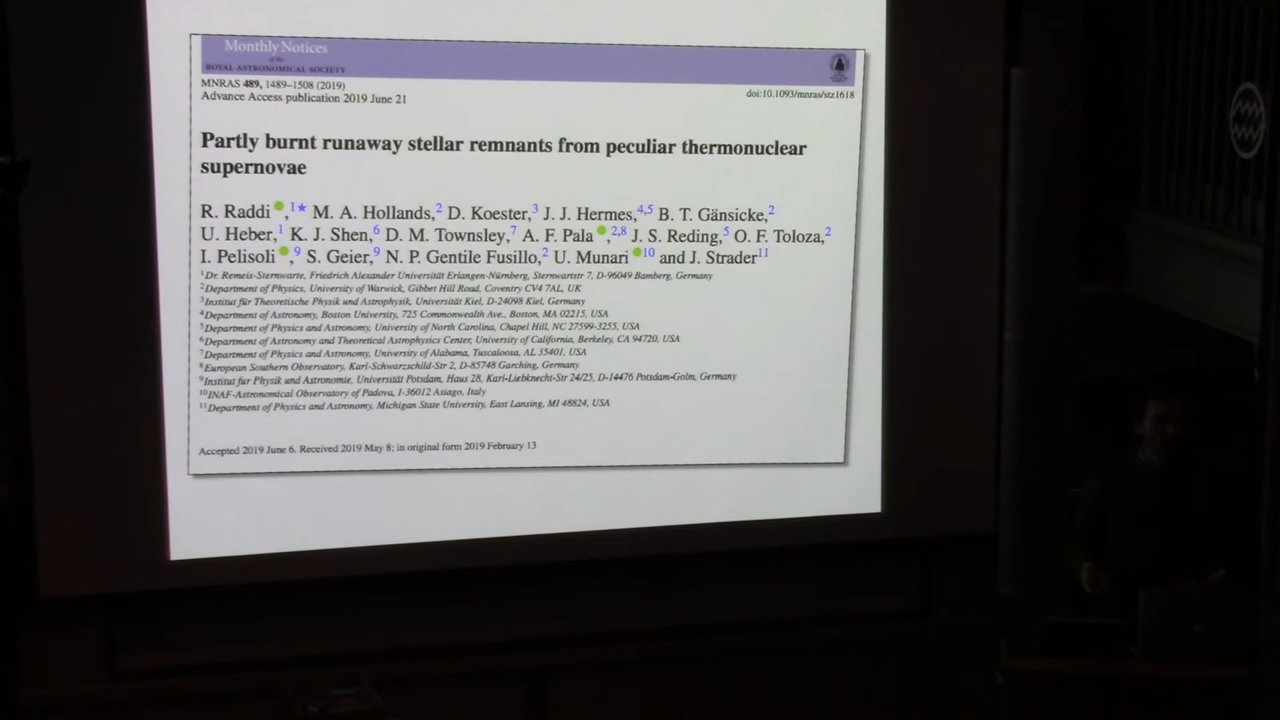 Monthly Notices
of the
ROYAL ASTRONOMICAL SOCIETY
MNRAS 489, 1489–1508 (2019)
doi:10.1093/mnras/stz1618
Advance Access publication 2019 June 21
Partly burnt runaway stellar remnants from peculiar thermonuclear
supernovae
R. Raddi ,1★ M. A. Hollands,2 D. Koester,3 J. J. Hermes,4,5 B. T. Gänsicke,2
U. Heber,1 K. J. Shen,6 D. M. Townsley,7 A. F. Pala ,2,8 J. S. Reding,5 O. F. Toloza,2
I. Pelisoli ,9 S. Geier,9 N. P. Gentile Fusillo,2 U. Munari 10 and J. Strader11
1Dr. Remeis-Sternwarte, Friedrich Alexander Universität Erlangen-Nürnberg, Sternwartstr 7, D-96049 Bamberg, Germany
2Department of Physics, University of Warwick, Gibbet Hill Road, Coventry CV4 7AL, UK
3Institut für Theoretische Physik und Astrophysik, Universität Kiel, D-24098 Kiel, Germany
4Department of Astronomy, Boston University, 725 Commonwealth Ave., Boston, MA 02215, USA
5Department of Physics and Astronomy, University of North Carolina, Chapel Hill, NC 27599-3255, USA
6Department of Astronomy and Theoretical Astrophysics Center, University of California, Berkeley, CA 94720, USA
7Department of Physics and Astronomy, University of Alabama, Tuscaloosa, AL 35401, USA
8European Southern Observatory, Karl-Schwarzschild-Str 2, D-85748 Garching, Germany
9Institut fur Physik und Astronomie, Universität Potsdam, Haus 28, Karl-Liebknecht-Str 24/25, D-14476 Potsdam-Golm, Germany
10INAF-Astronomical Observatory of Padova, I-36012 Asiago, Italy
11Department of Physics and Astronomy, Michigan State University, East Lansing, MI 48824, USA
Accepted 2019 June 6. Received 2019 May 8; in original form 2019 February 13